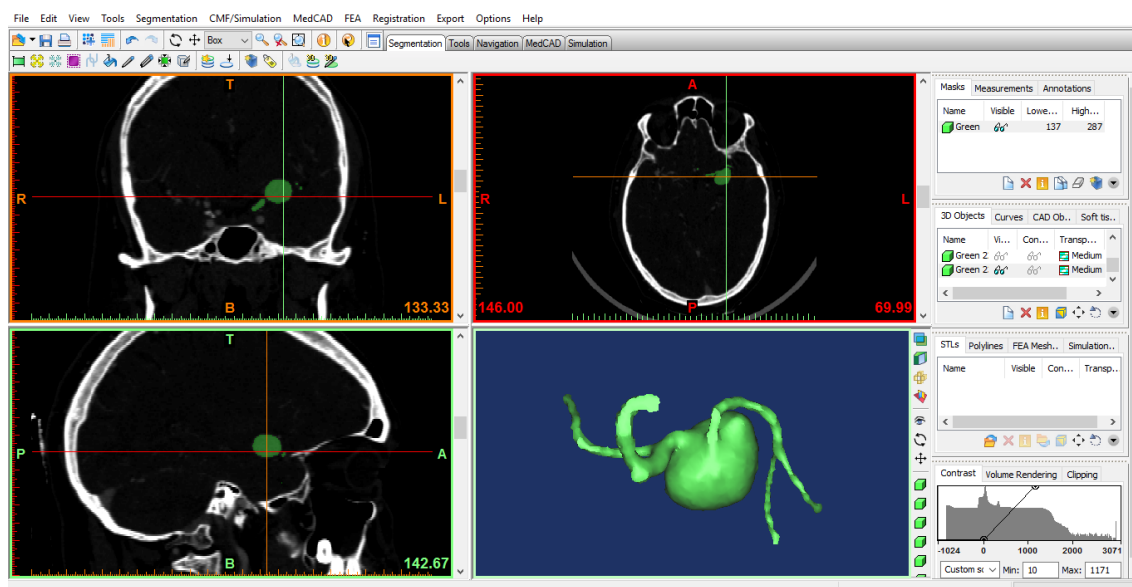 File Edit View Tools Segmentation CMF/Simulation MedCAD FEA Registration Export Options Help
Box Segmentation Tools Navigation MedCAD Simulation
T
R
L
B
133.33
A
R
L
P
146.00
69.99
T
P
A
B
142.67
Masks Measurements Annotations
Name Visible Lowe... High...
Green 137 287
3D Objects Curves CAD Ob.. Soft tis..
Name Vi... Con... Transp...
Green 2 Medium
Green 2 Medium
STLs Polylines FEA Mesh.. Simulation..
Name Visible Con... Transp..
Contrast Volume Rendering Clipping
-1024 0 1000 2000 3071
Custom sc Min: 10 Max: 1171